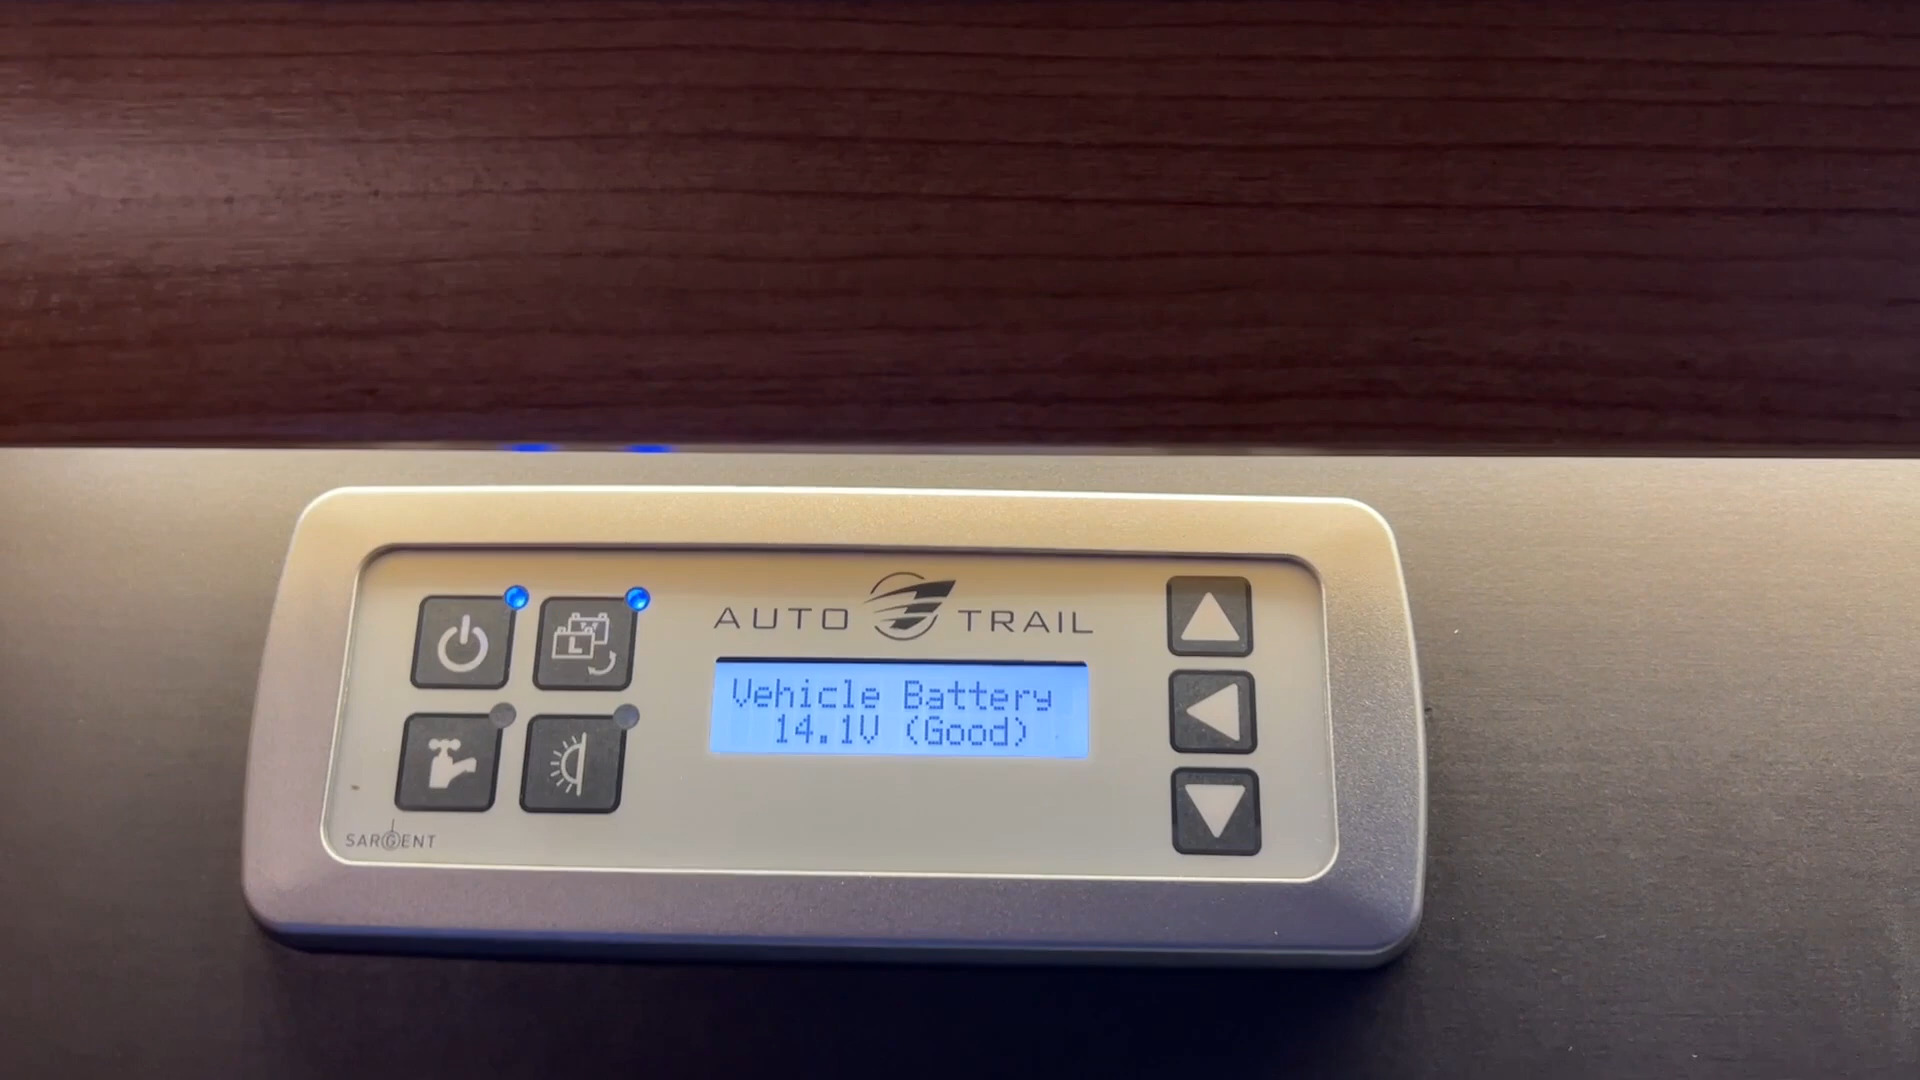 AUTO TRAIL
Vehicle Battery
14.1V (Good)
L
SARGENT